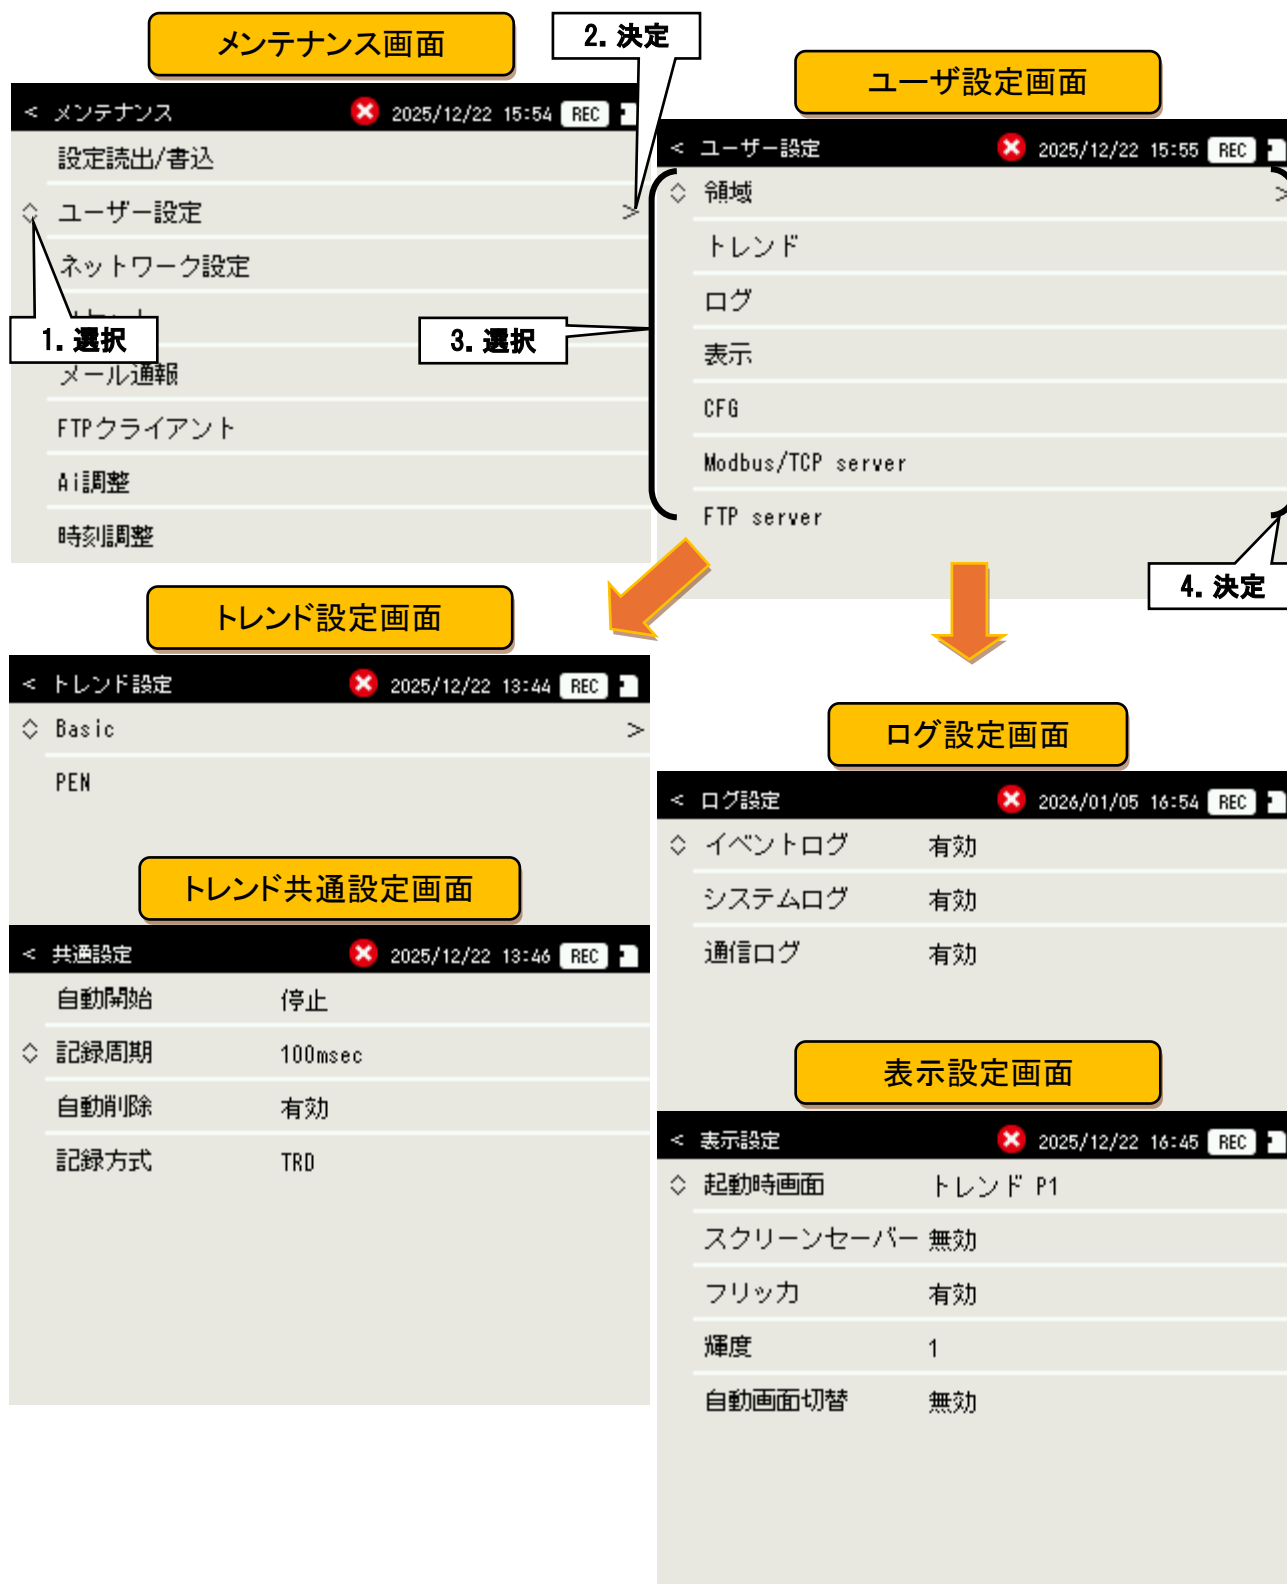 メンテナンス画面
2. 決定
< メンテナンス 2025/12/22 15:54 REC
設定読出/書込
ユーザー設定 >
ネットワーク設定
1. 選択
メール通報
FTPクライアント
Ai調整
時刻調整
ユーザ設定画面
< ユーザー設定 2025/12/22 15:55 REC
領域 >
トレンド
ログ
3. 選択
表示
CFG
Modbus/TCP server
FTP server
4. 決定
トレンド設定画面
< トレンド設定 2025/12/22 13:44 REC
Basic >
PEN
トレンド共通設定画面
< 共通設定 2025/12/22 13:46 REC
自動開始 停止
記録周期 100msec
自動削除 有効
記録方式 TRD
ログ設定画面
< ログ設定 2026/01/05 16:54 REC
イベントログ 有効
システムログ 有効
通信ログ 有効
表示設定画面
< 表示設定 2025/12/22 16:45 REC
起動時画面 トレンド P1
スクリーンセーバー 無効
フリッカ 有効
輝度 1
自動画面切替 無効